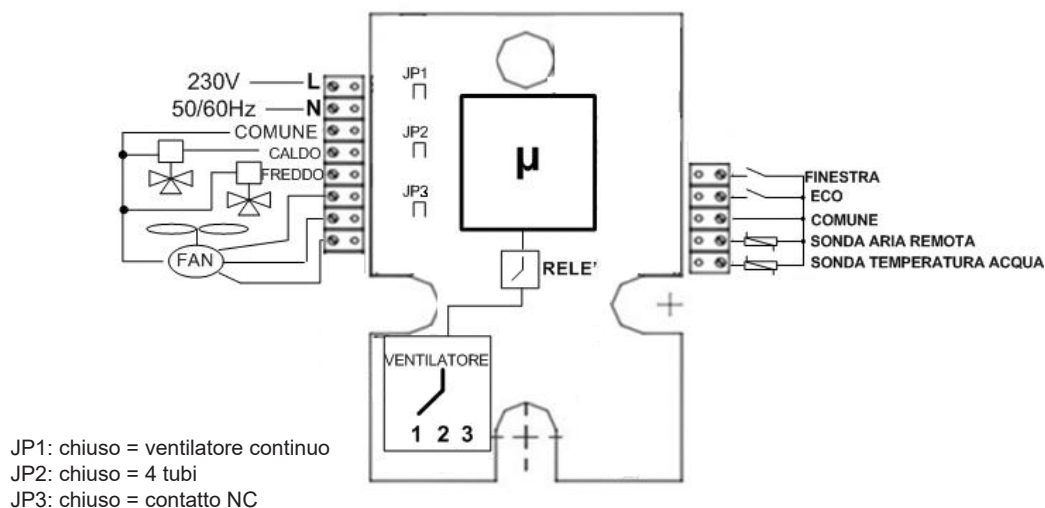 230V L
50/60Hz N
COMUNE
CALDO
FREDDO
FAN
JP1
JP2
JP3
µ
RELE'
VENTILATORE
1 2 3
FINESTRA
ECO
COMUNE
SONDA ARIA REMOTA
SONDA TEMPERATURA ACQUA
JP1: chiuso = ventilatore continuo
JP2: chiuso = 4 tubi
JP3: chiuso = contatto NC